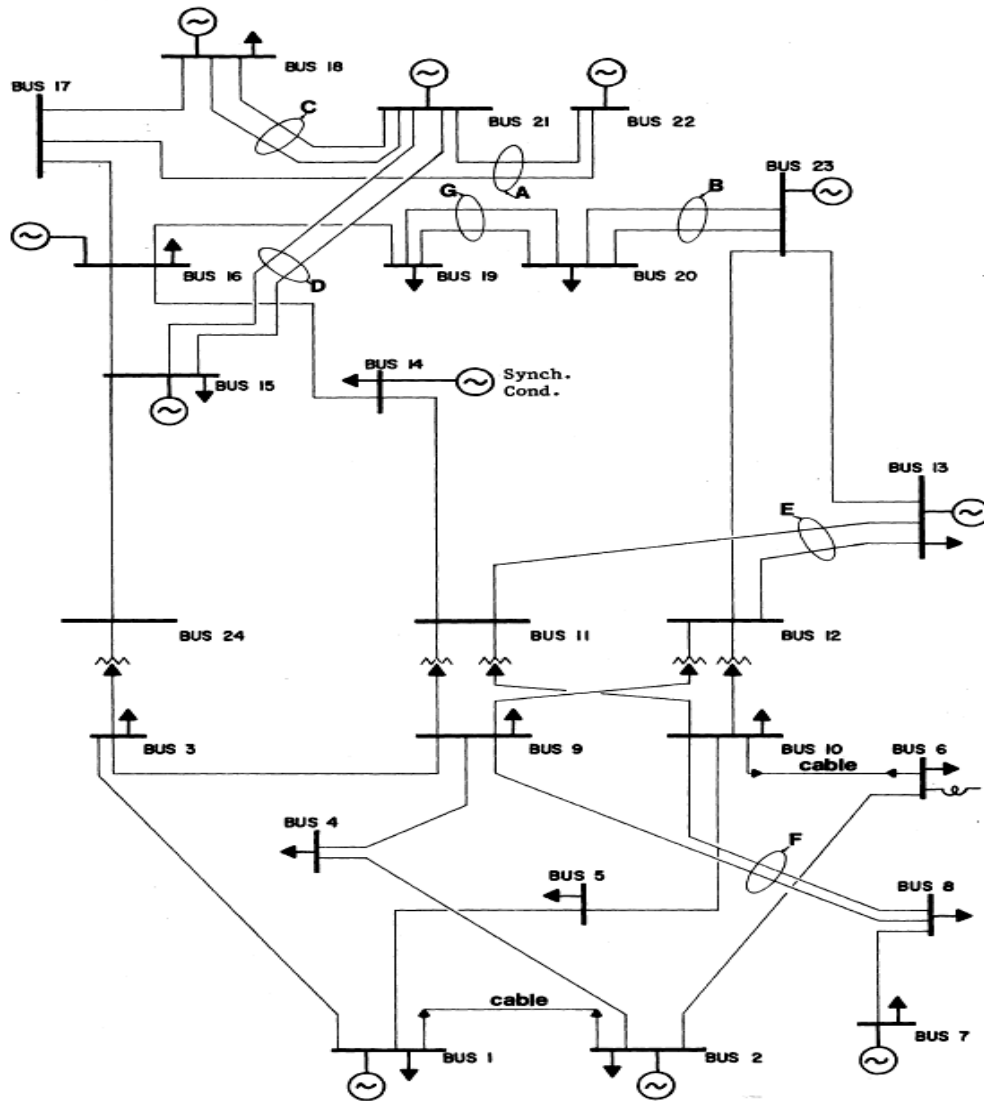 BUS 18
BUS 17
C
BUS 21
BUS 22
A
BUS 23
G
B
BUS 16
D
BUS 19
BUS 20
BUS 15
BUS 14
Synch.
Cond.
BUS 13
E
BUS 24
BUS 11
BUS 12
BUS 3
BUS 9
BUS 10
BUS 6
cable
BUS 4
F
BUS 5
BUS 8
cable
BUS 1
BUS 2
BUS 7